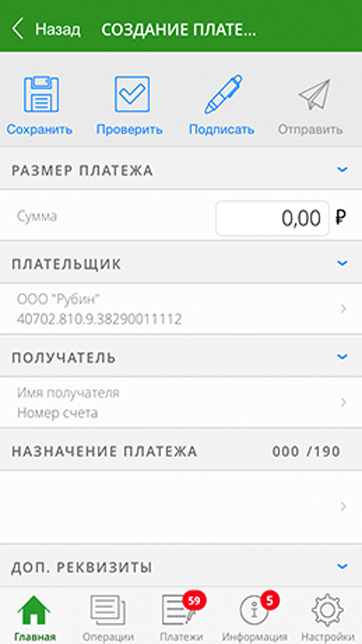 Назад СОЗДАНИЕ ПЛАТЕ...
Сохранить Проверить Подписать Отправить
РАЗМЕР ПЛАТЕЖА
Сумма 0,00 ₽
ПЛАТЕЛЬЩИК
ООО "Рубин"
40702.810.9.38290011112
ПОЛУЧАТЕЛЬ
Имя получателя
Номер счета
НАЗНАЧЕНИЕ ПЛАТЕЖА 000 /190
ДОП. РЕКВИЗИТЫ
59 5
Главная Операции Платежи Информация Настройки